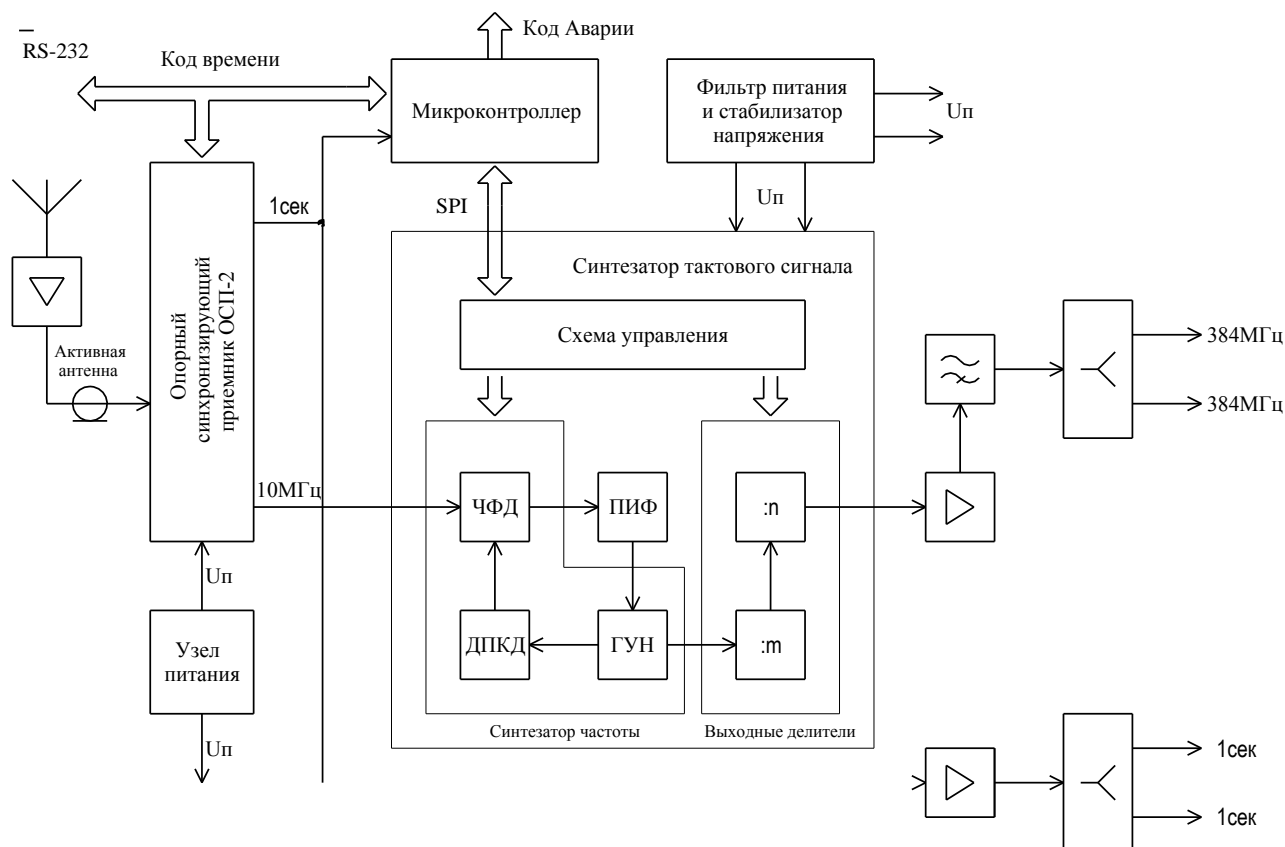 RS-232
Код времени
Код Аварии
Микроконтроллер
Фильтр питания
и стабилизатор
напряжения
Uп
Uп
SPI
1сек
Активная
антенна
Опорный
синхронизирующий
приемник ОСП-2
Синтезатор тактового сигнала
Схема управления
384МГц
384МГц
10МГц
ЧФД
ПИФ
:n
Uп
Узел
питания
ДПКД
ГУН
:m
Uп
Синтезатор частоты
Выходные делители
1сек
1сек